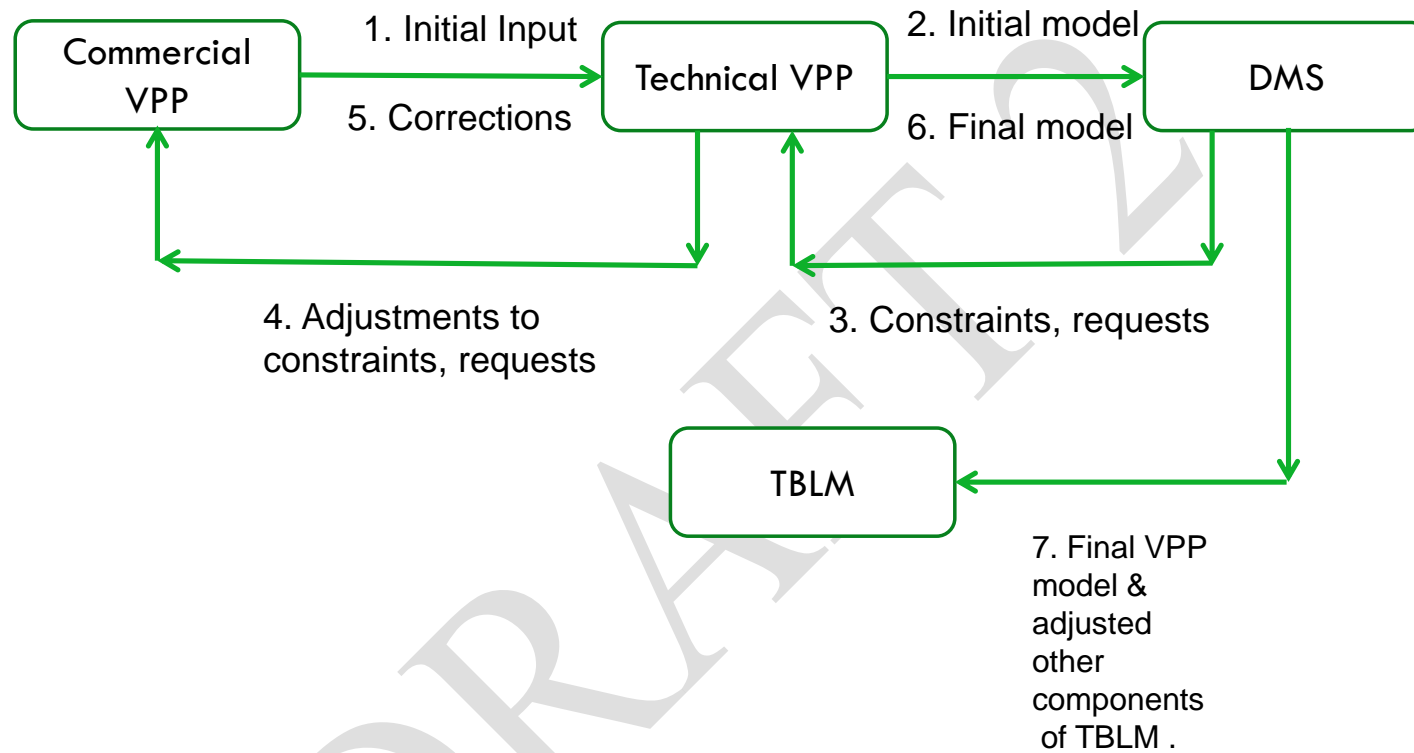 Commercial
VPP
1. Initial Input
5. Corrections
Technical VPP
2. Initial model
6. Final model
DMS
4. Adjustments to
constraints, requests
3. Constraints, requests
TBLM
7. Final VPP
model &
adjusted
other
components
of TBLM .
DRAFT 2